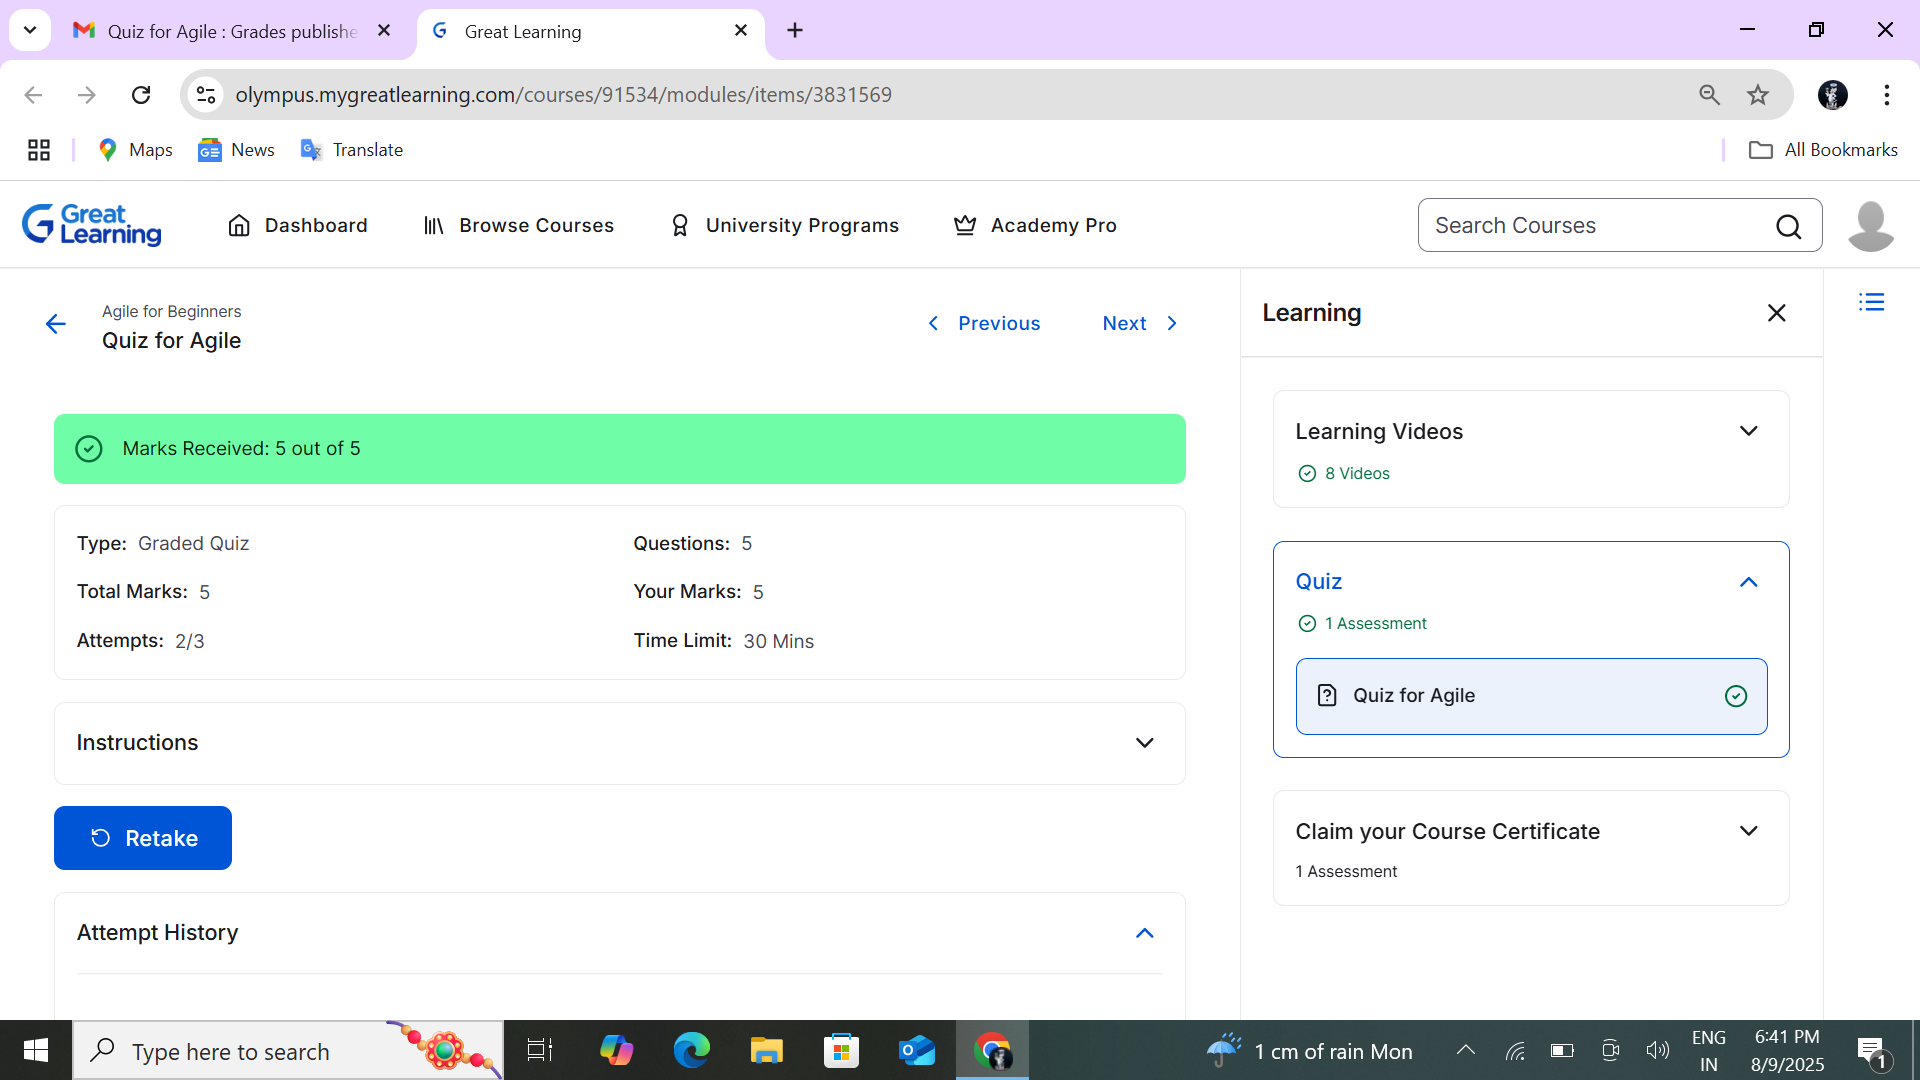 Quiz for Agile : Grades publishe
Great Learning
olympus.mygreatlearning.com/courses/91534/modules/items/3831569
Maps
News
Translate
All Bookmarks
Great Learning
Dashboard
Browse Courses
University Programs
Academy Pro
Search Courses
Agile for Beginners
Quiz for Agile
Previous
Next
Marks Received: 5 out of 5
Type: Graded Quiz
Questions: 5
Total Marks: 5
Your Marks: 5
Attempts: 2/3
Time Limit: 30 Mins
Instructions
Retake
Attempt History
Learning
Learning Videos
8 Videos
Quiz
1 Assessment
Quiz for Agile
Claim your Course Certificate
1 Assessment
Type here to search
1 cm of rain Mon
ENG
IN
6:41 PM
8/9/2025
1